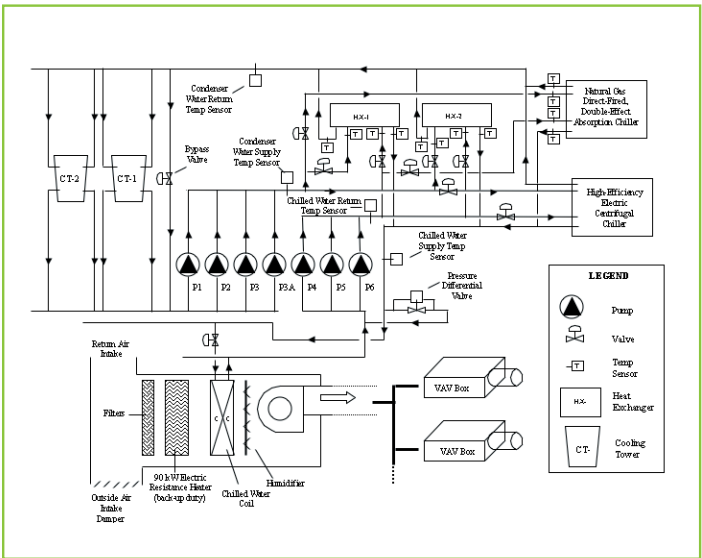 Condenser
Water Return
Temp Sensor
T
T
T
T
Natural Gas
Direct-Fired,
Double-Effect
Absorption Chiller
HX-1
HX-2
T
T
T
T
T
T
Condenser
Water Supply
Temp Sensor
Bypass
Valve
CT-2
CT-1
High-Efficiency
Electric
Centrifugal
Chiller
Chilled Water Return
Temp Sensor
Chilled Water
Supply Temp
Sensor
P1
P2
P3
P3A
P4
P5
P6
Pressure
Differential
Valve
LEGEND
Pump
Valve
T
Temp
Sensor
HX-
Heat
Exchanger
CT-
Cooling
Tower
Return Air
Intake
Filters
C
C
VAV Box
VAV Box
90 kW Electric
Resistance Heater
(back-up duty)
Chilled Water
Coil
Humidifier
Outside Air
Intake
Damper